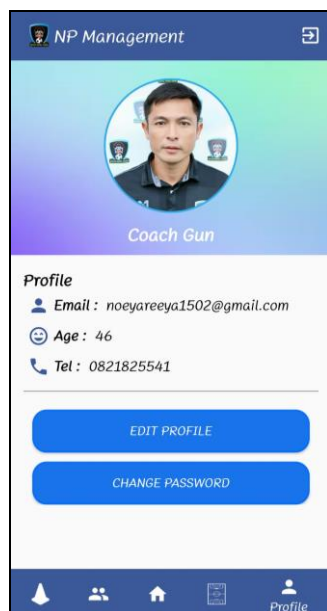 NP Management
Coach Gun
Profile
Email : noeyareeya1502@gmail.com
Age : 46
Tel : 0821825541
EDIT PROFILE
CHANGE PASSWORD
Profile